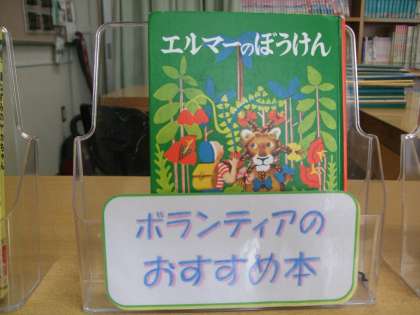 エルマーのぼうけん
ボランティアの
おすすめ本